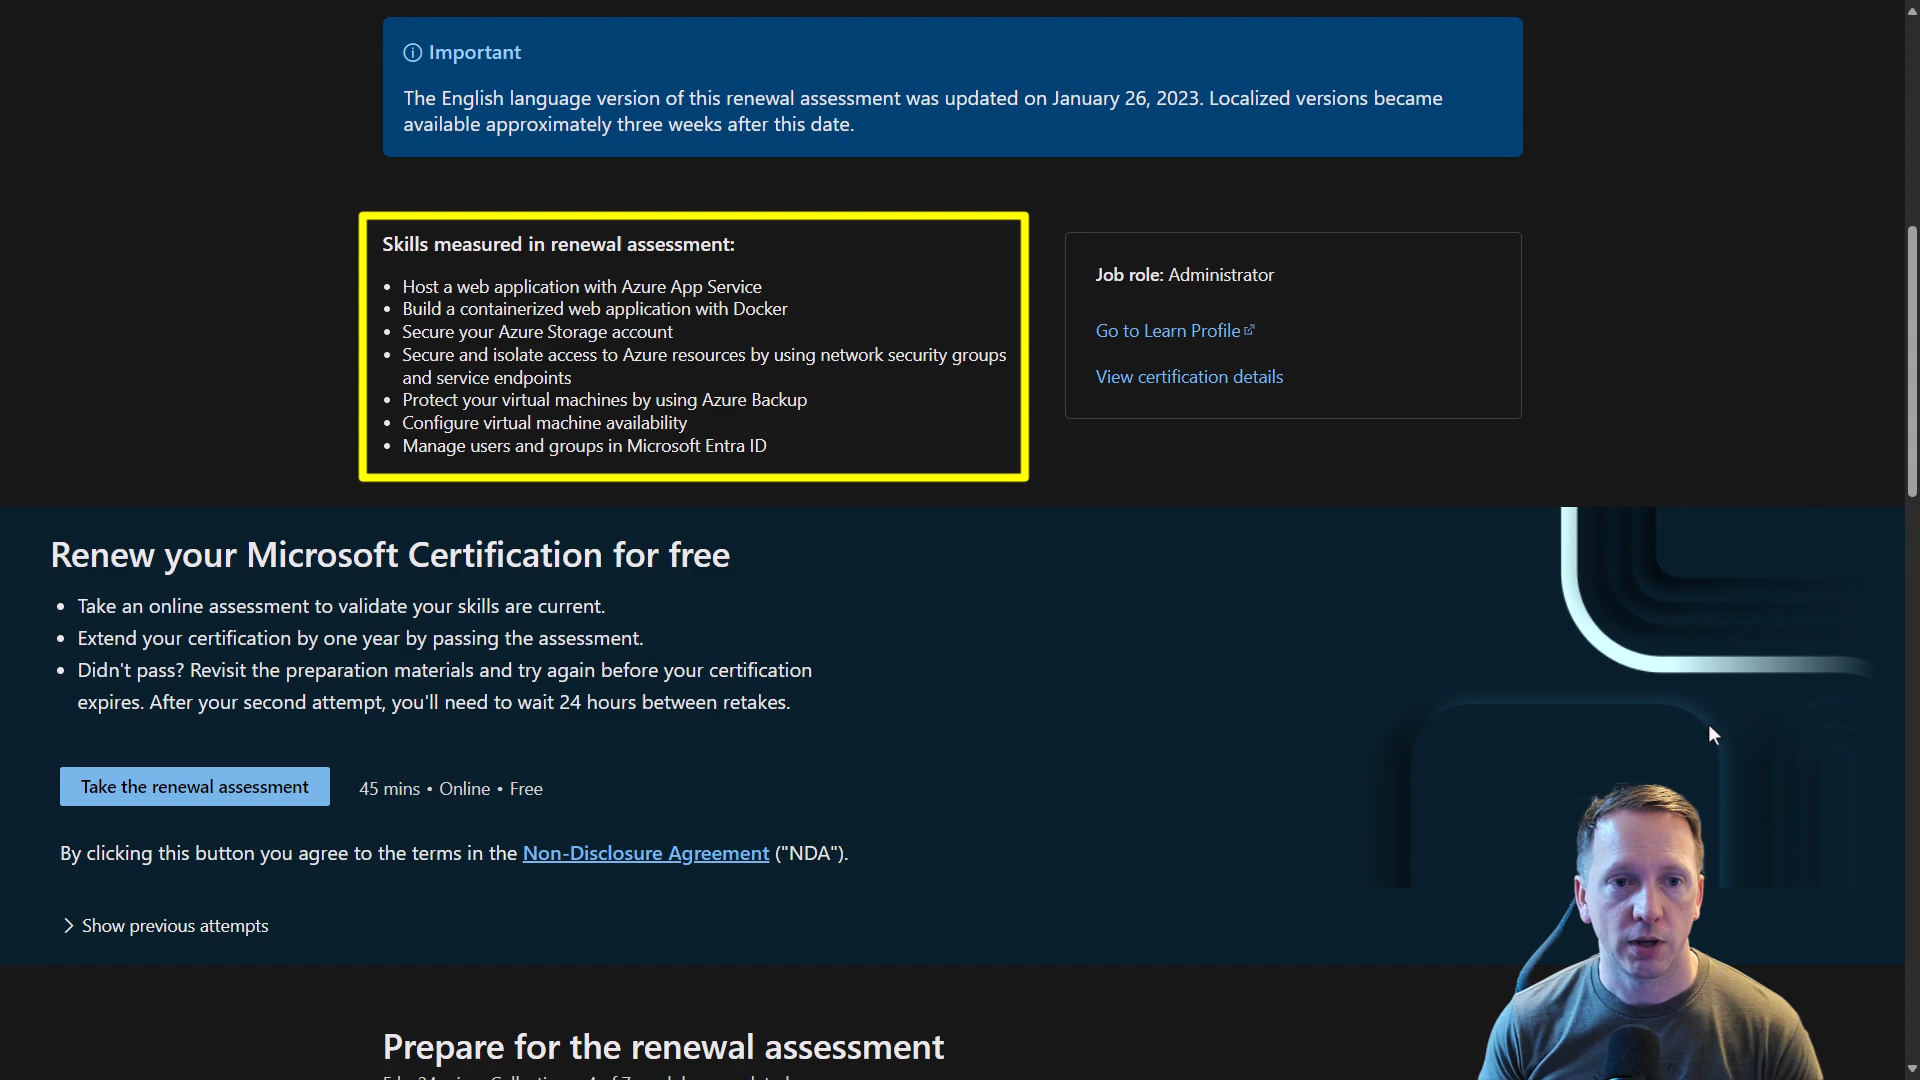 Important
The English language version of this renewal assessment was updated on January 26, 2023. Localized versions became
available approximately three weeks after this date.
Skills measured in renewal assessment:
• Host a web application with Azure App Service
• Build a containerized web application with Docker
• Secure your Azure Storage account
• Secure and isolate access to Azure resources by using network security groups
and service endpoints
• Protect your virtual machines by using Azure Backup
• Configure virtual machine availability
• Manage users and groups in Microsoft Entra ID
Job role: Administrator
Go to Learn Profile
View certification details
Renew your Microsoft Certification for free
• Take an online assessment to validate your skills are current.
• Extend your certification by one year by passing the assessment.
• Didn't pass? Revisit the preparation materials and try again before your certification
expires. After your second attempt, you'll need to wait 24 hours between retakes.
Take the renewal assessment
45 mins • Online • Free
By clicking this button you agree to the terms in the Non-Disclosure Agreement ("NDA").
Show previous attempts
Prepare for the renewal assessment